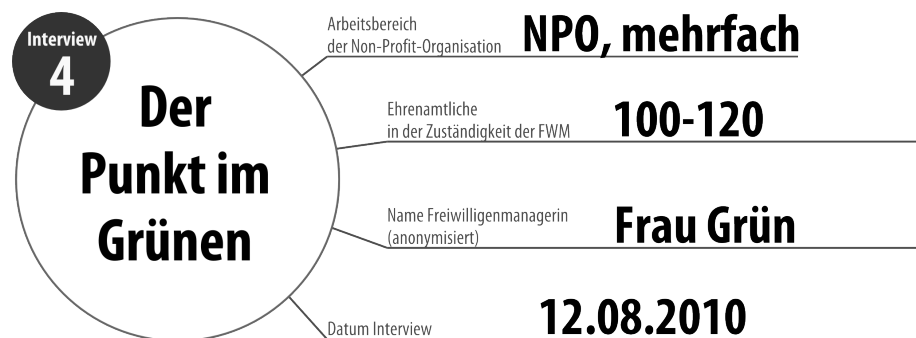 Interview
4
Der
Punkt im
Grünen
Arbeitsbereich
der Non-Profit-Organisation
NPO, mehrfach
Ehrenamtliche
in der Zuständigkeit der FWM
100-120
Name Freiwilligenmanagerin
(anonymisiert)
Frau Grün
Datum Interview
12.08.2010